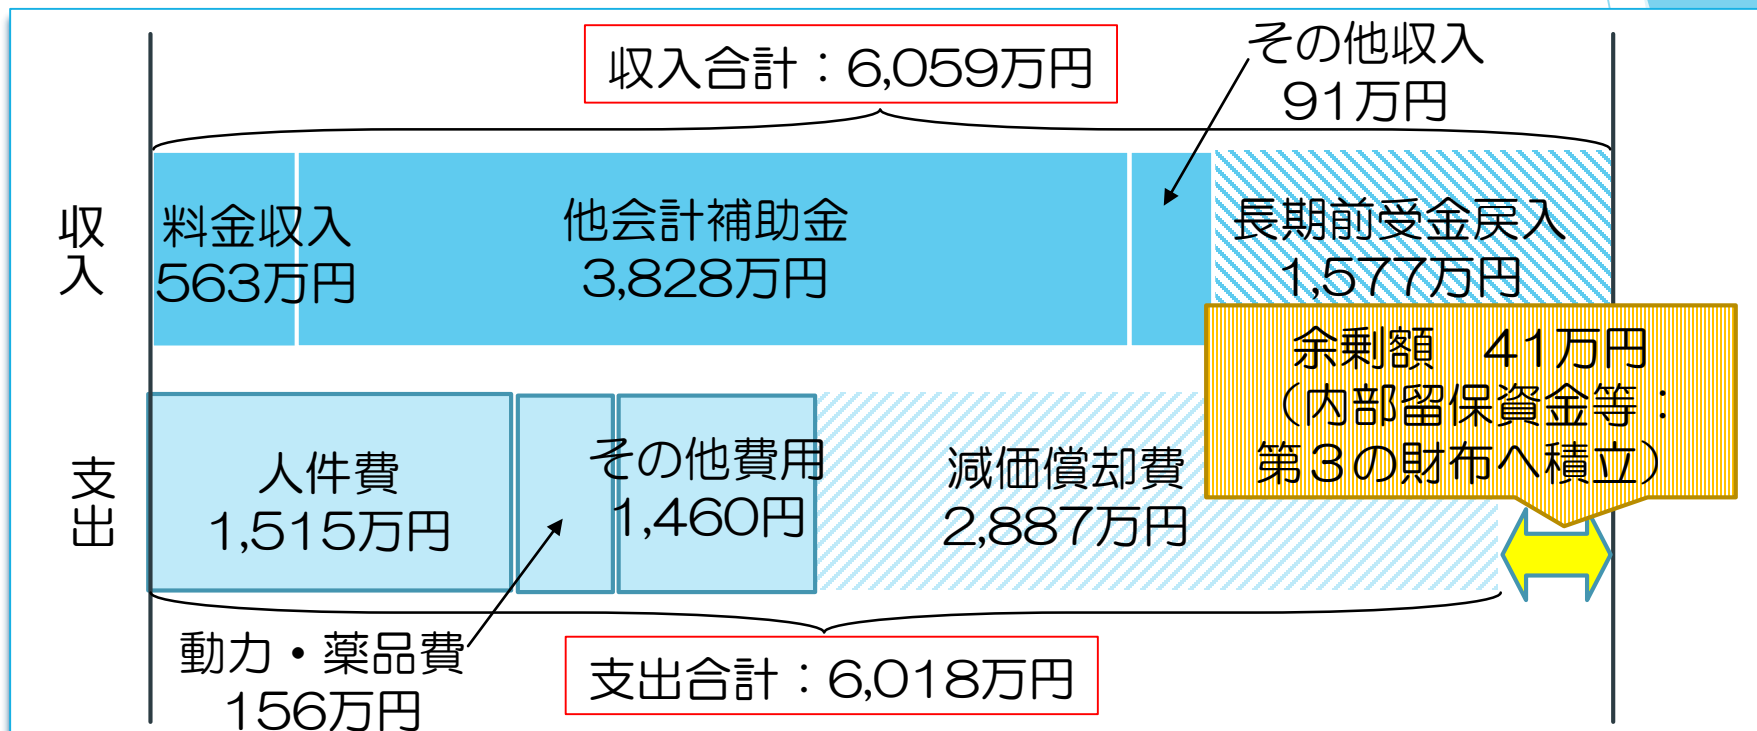 収入合計：6,059万円
その他収入
91万円
収入
料金収入
563万円
他会計補助金
3,828万円
長期前受金戻入
1,577万円
余剰額　41万円
（内部留保資金等：
第３の財布へ積立）
支出
人件費
1,515万円
その他費用
1,460円
減価償却費
2,887万円
動力・薬品費
156万円
支出合計：6,018万円